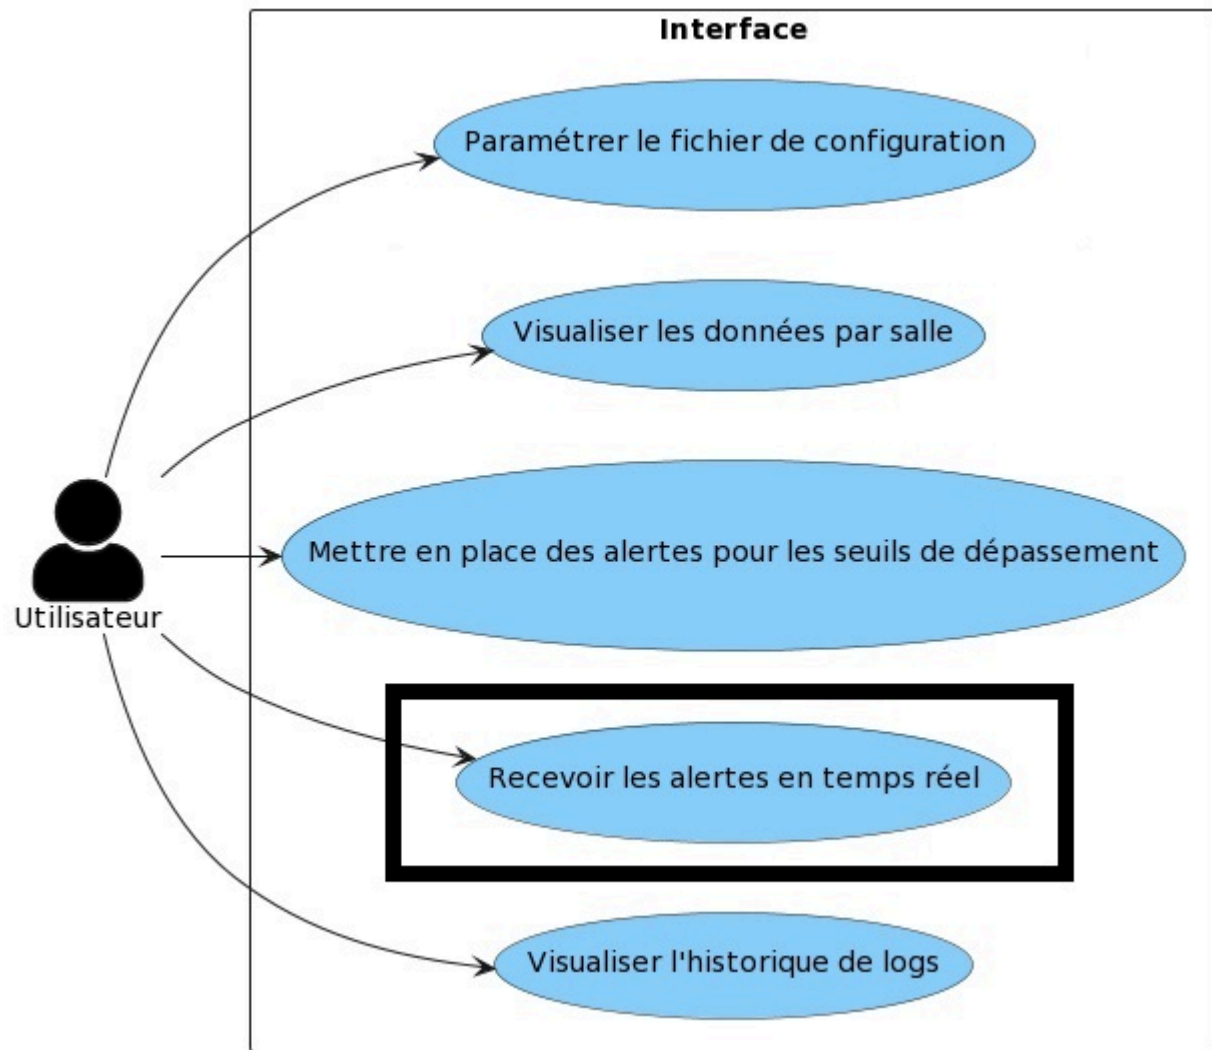 Interface
Paramétrer le fichier de configuration
Visualiser les données par salle
Mettre en place des alertes pour les seuils de dépassement
Utilisateur
Recevoir les alertes en temps réel
Visualiser l'historique de logs